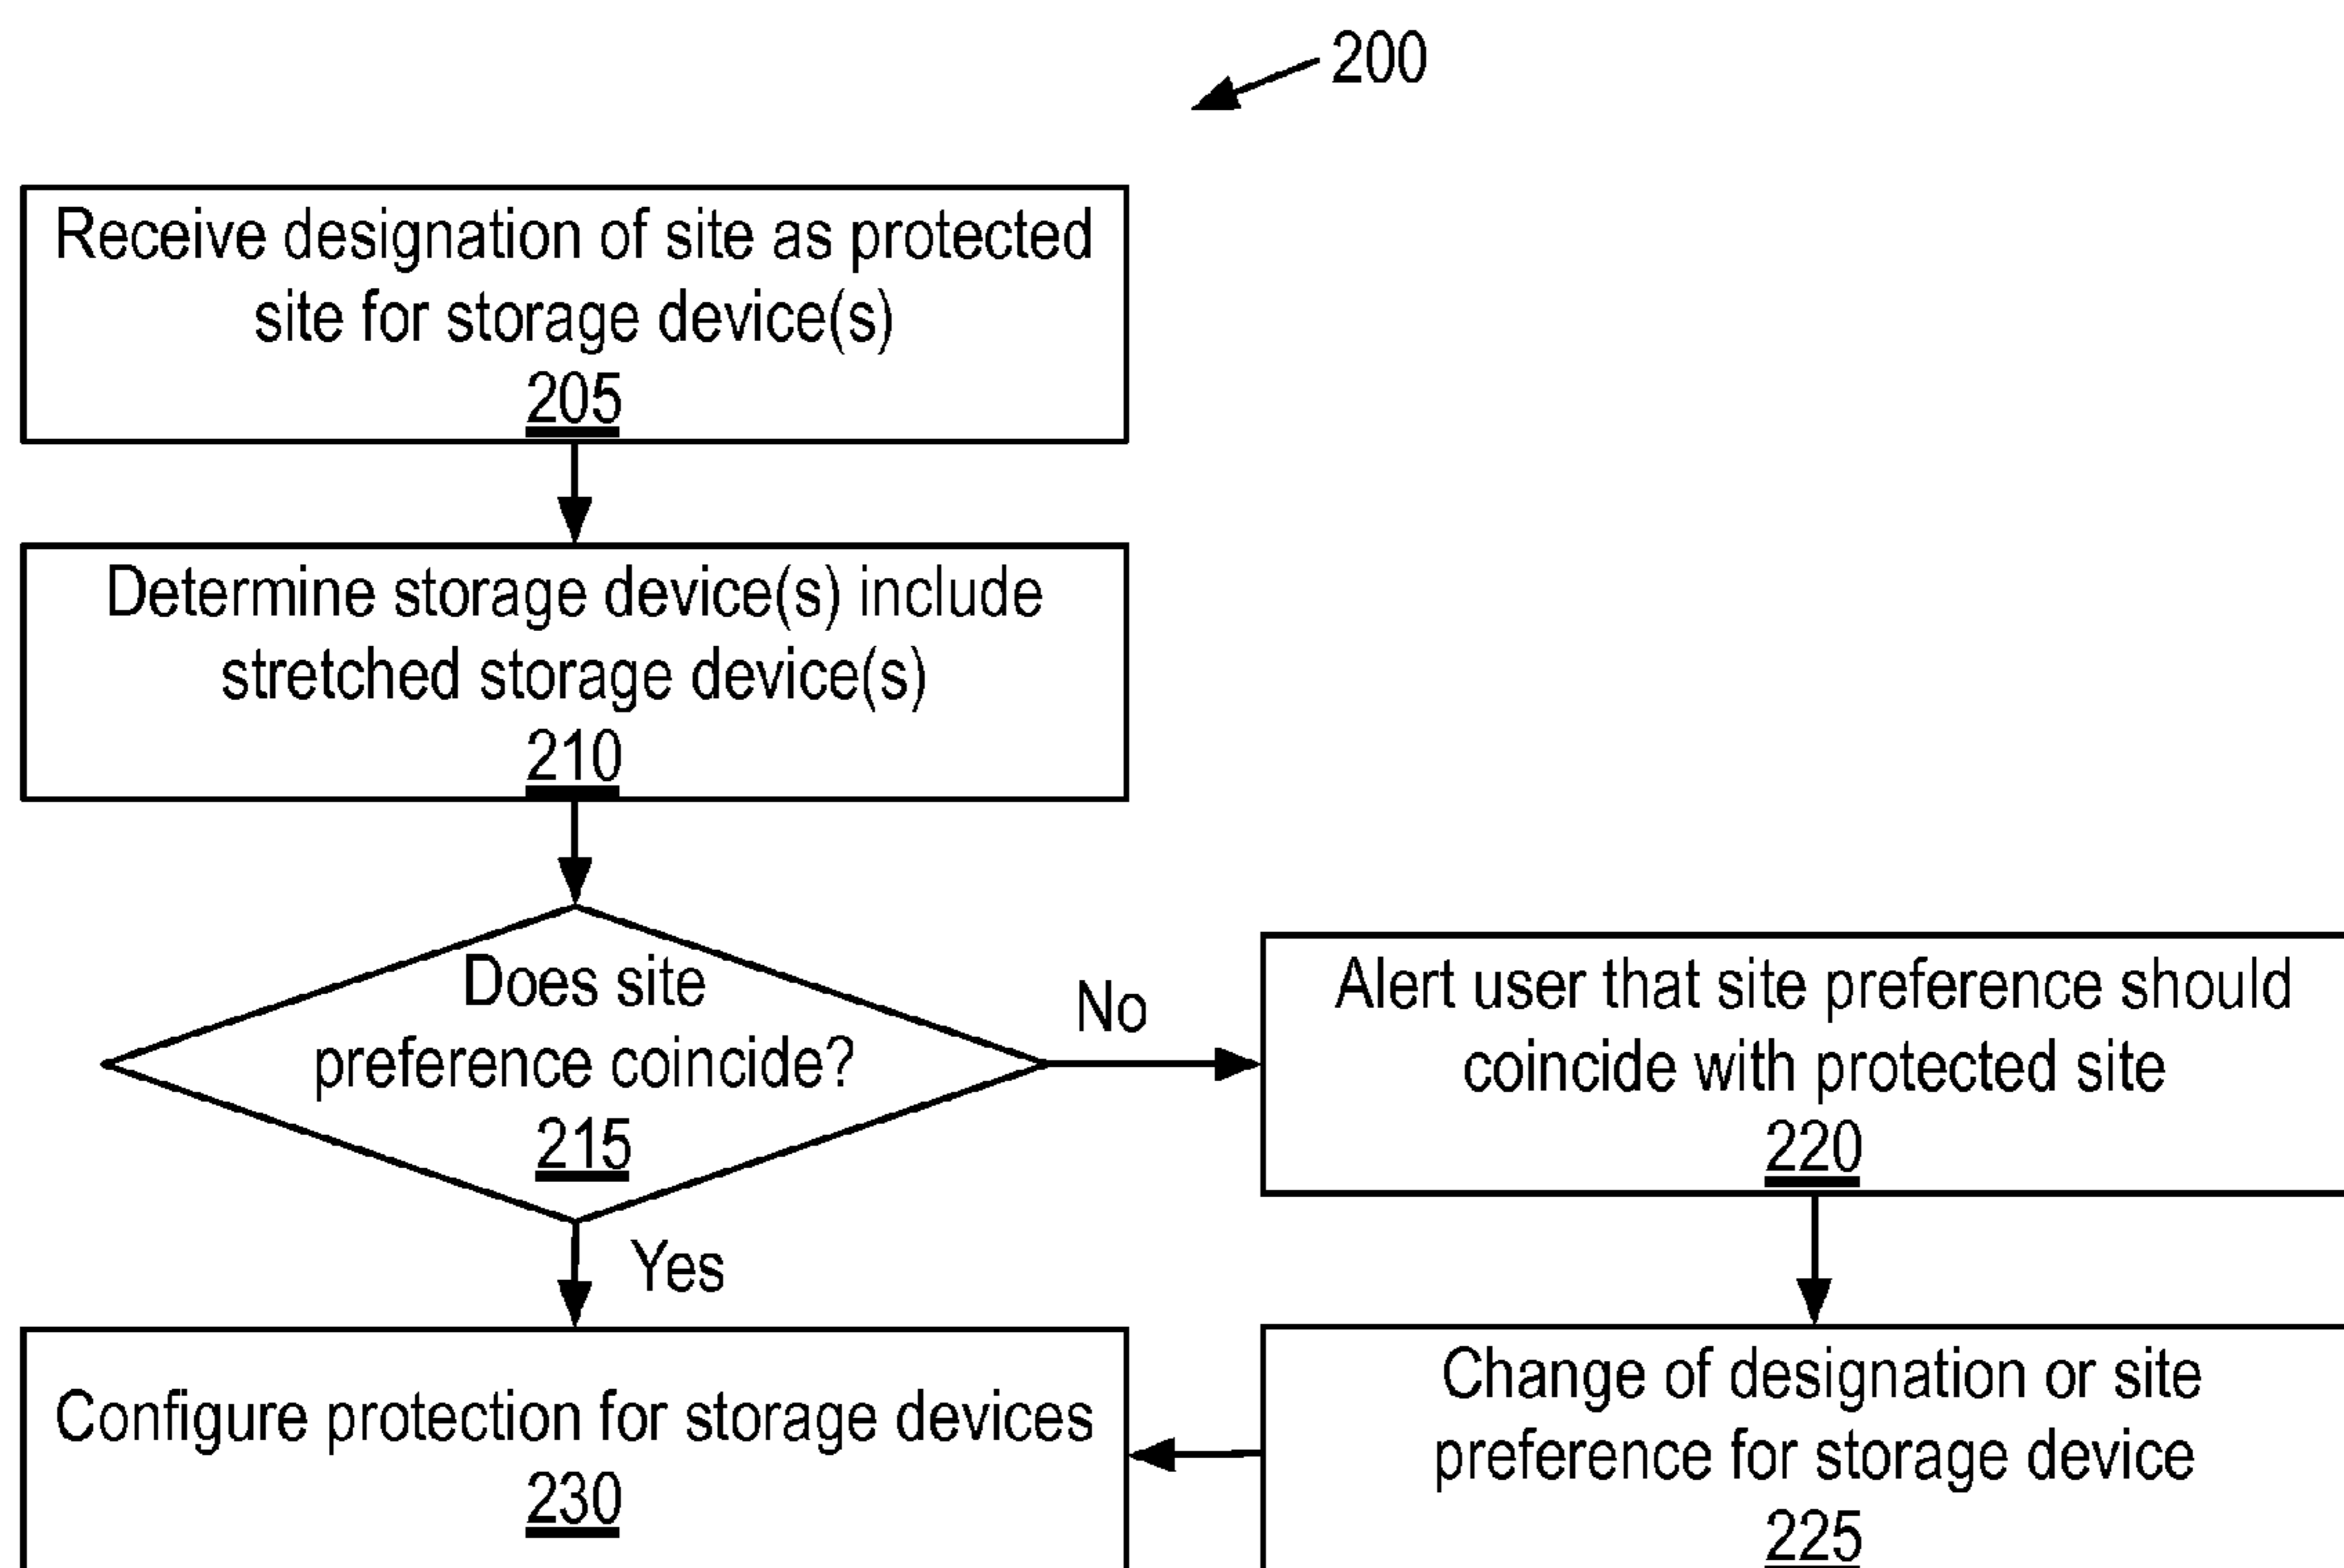 200
Receive designation of site as protected
site for storage device(s)
205
Determine storage device(s) include
stretched storage device(s)
210
Does site
preference coincide?
215
No
Alert user that site preference should
coincide with protected site
220
Yes
Configure protection for storage devices
230
Change of designation or site
preference for storage device
225